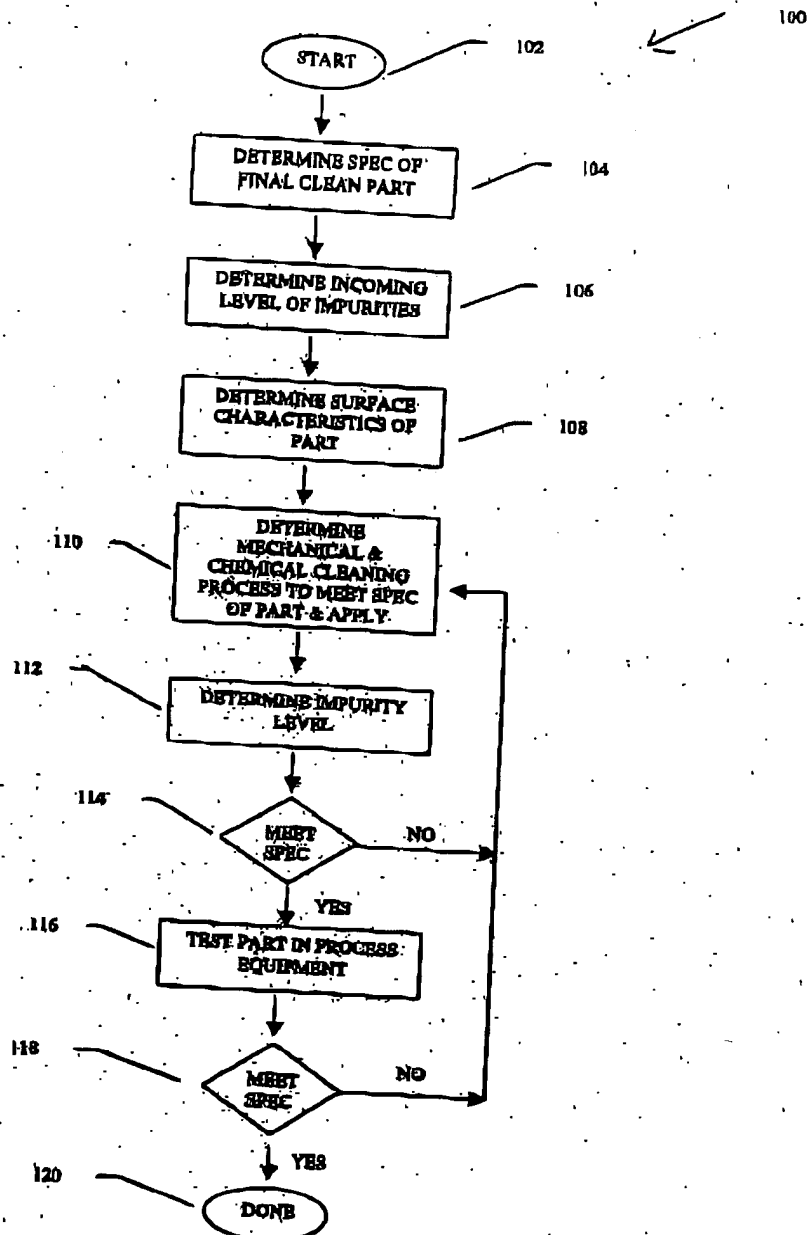 100
START
102
DETERMINE SPEC OF
FINAL CLEAN PART
104
DETERMINE INCOMING
LEVEL OF IMPURITIES
106
DETERMINE SURFACE
CHARACTERISTICS OF
PART
108
110
DETERMINE
MECHANICAL &
CHEMICAL CLEANING
PROCESS TO MEET SPEC
OF PART & APPLY
112
DETERMINE IMPURITY
LEVEL
114
MEET
SPEC
NO
YES
116
TEST PART IN PROCESS
EQUIPMENT
118
MEET
SPEC
NO
YES
120
DONE